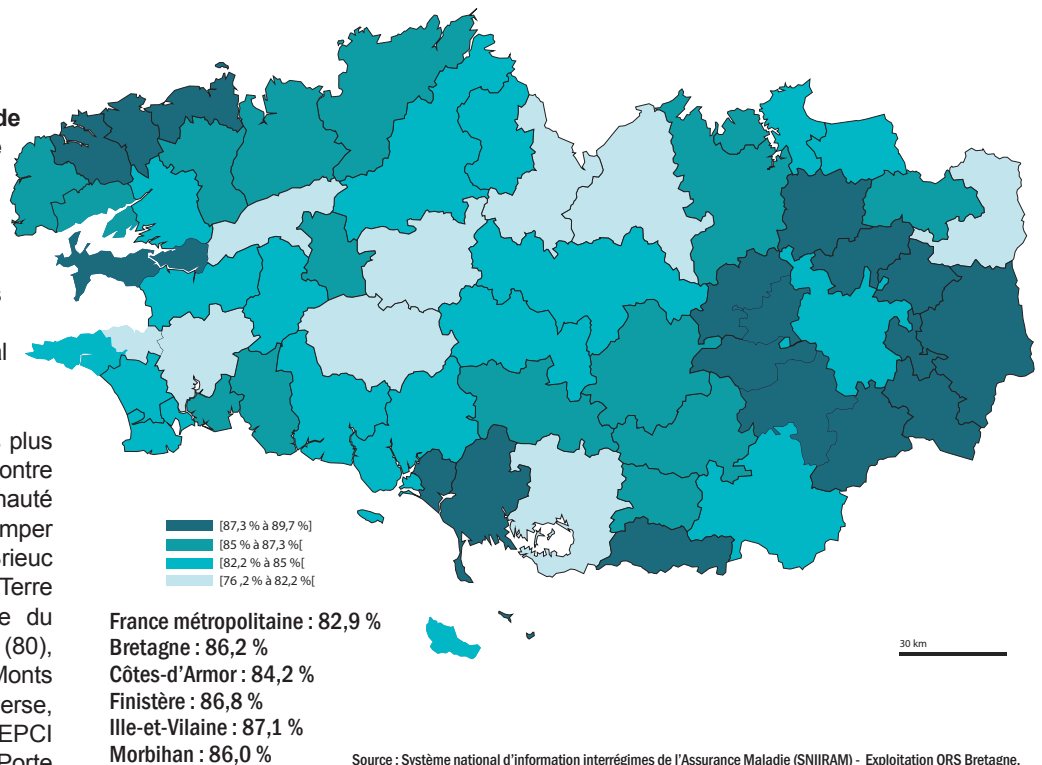 de
s
al
plus
ontre
nauté
mper
rieuc
Terre
e du
(80),
Monts
erse,
EPCI
Porte
[87,3 % à 89,7 %]
[85 % à 87,3%[
[82,2 % à 85 %[
[76 ,2 % à 82,2 %[
France métropolitaine : 82,9 %
Bretagne : 86,2 %
Côtes-d'Armor : 84,2 %
Finistère : 86,8 %
Ille-et-Vilaine : 87,1 %
Morbihan : 86,0 %
30 km
Source : Système national d'information interrégimes de l'Assurance Maladie (SNIIRAM) - Exploitation ORS Bretagne.